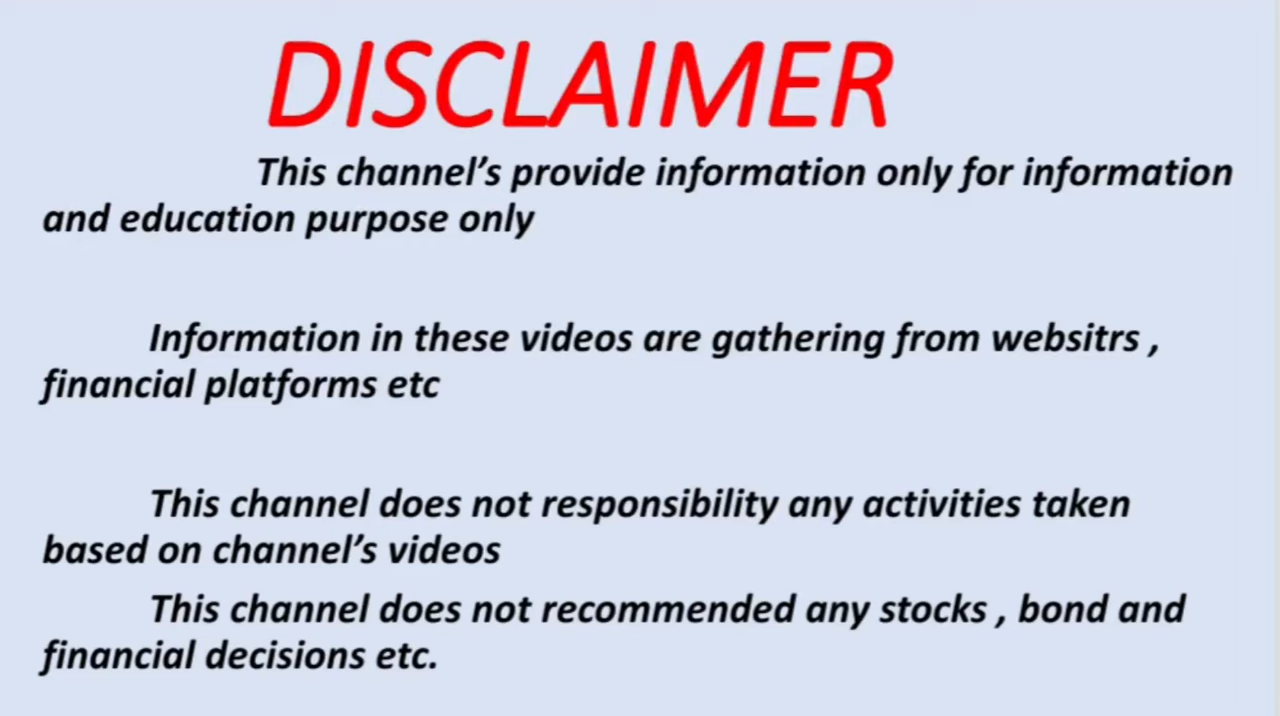 DISCLAIMER
This channel's provide information only for information
and education purpose only
Information in these videos are gathering from websitrs ,
financial platforms etc
This channel does not responsibility any activities taken
based on channel's videos
This channel does not recommended any stocks , bond and
financial decisions etc.